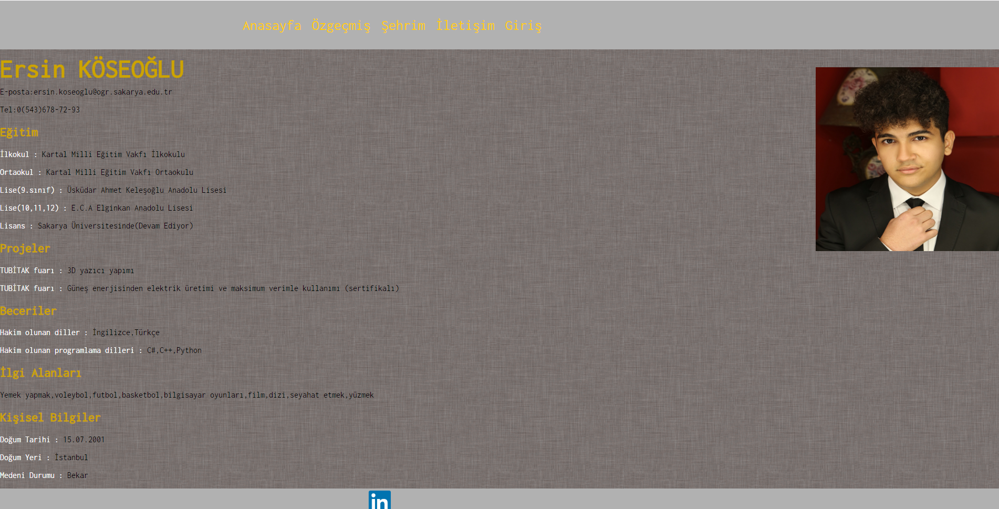 Anasayfa Özgeçmiş Şehrim İletişim Giriş
Ersin KÖSEOĞLU
E-posta:ersin.koseoglu@ogr.sakarya.edu.tr
Tel:0(543)678-72-93
Eğitim
İlkokul : Kartal Milli Eğitim Vakfı İlkokulu
Ortaokul : Kartal Milli Eğitim Vakfı Ortaokulu
Lise(9.sınıf) : Üsküdar Ahmet Keleşoğlu Anadolu Lisesi
Lise(10,11,12) : E.C.A Elginkan Anadolu Lisesi
Lisans : Sakarya Üniversitesinde(Devam Ediyor)
Projeler
TUBİTAK fuarı : 3D yazıcı yapımı
TUBİTAK fuarı : Güneş enerjisinden elektrik üretimi ve maksimum verimle kullanımı (sertifikalı)
Beceriler
Hakim olunan diller : İngilizce,Türkçe
Hakim olunan programlama dilleri : C#,C++,Python
İlgi Alanları
Yemek yapmak,voleybol,futbol,basketbol,bilgisayar oyunları,film,dizi,seyahat etmek,yüzmek
Kişisel Bilgiler
Doğum Tarihi : 15.07.2001
Doğum Yeri : İstanbul
Medeni Durumu : Bekar
in